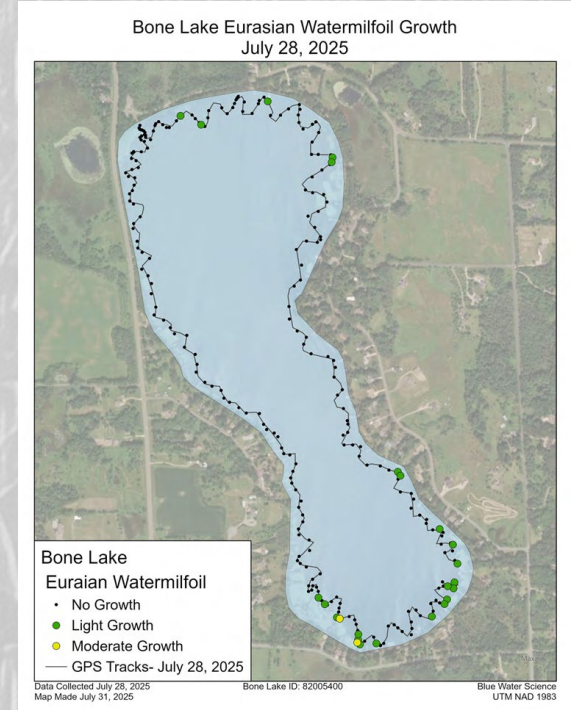 Bone Lake Eurasian Watermilfoil Growth
July 28, 2025
Bone Lake
Euraian Watermilfoil
No Growth
Light Growth
Moderate Growth
GPS Tracks- July 28, 2025
Data Collected July 28, 2025
Map Made July 31, 2025
Bone Lake ID: 82005400
Blue Water Science
UTM NAD 1983